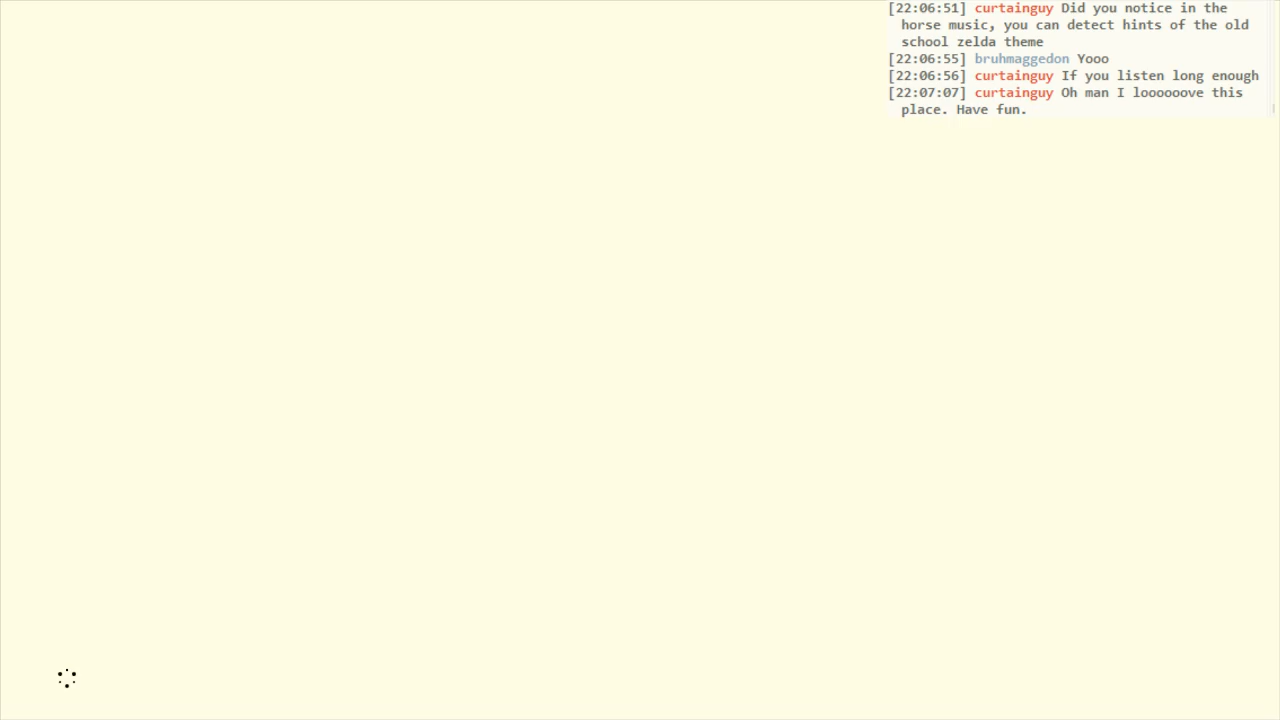 [22:06:51] curtainguy Did you notice in the
horse music, you can detect hints of the old
school zelda theme
[22:06:55] bruhmaggedon Yooo
[22:06:56] curtainguy If you listen long enough
[22:07:07] curtainguy Oh man I loooooove this
place. Have fun.